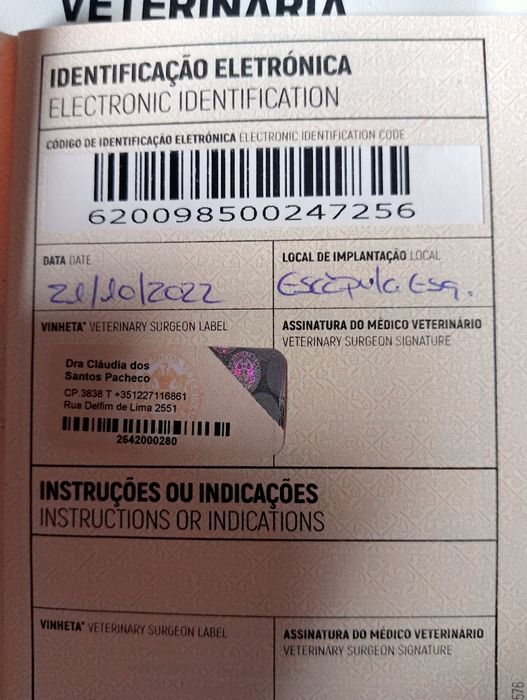 VETERINÁRIA
IDENTIFICAÇÃO ELETRÓNICA
ELECTRONIC IDENTIFICATION
CÓDIGO DE IDENTIFICAÇÃO ELETRÓNICA ELECTRONIC IDENTIFICATION CODE
620098500247256
DATA DATE
21/10/2022
LOCAL DE IMPLANTAÇÃO LOCAL
Escápula Esq.
VINHETA* VETERINARY SURGEON LABEL
ASSINATURA DO MÉDICO VETERINÁRIO
VETERINARY SURGEON SIGNATURE
Dra Cláudia dos
Santos Pacheco
CP.3838 T +351227116861
Rua Delfim de Lima 2551
2642000280
INSTRUÇÕES OU INDICAÇÕES
INSTRUCTIONS OR INDICATIONS
VINHETA* VETERINARY SURGEON LABEL
ASSINATURA DO MÉDICO VETERINÁRIO
VETERINARY SURGEON SIGNATURE